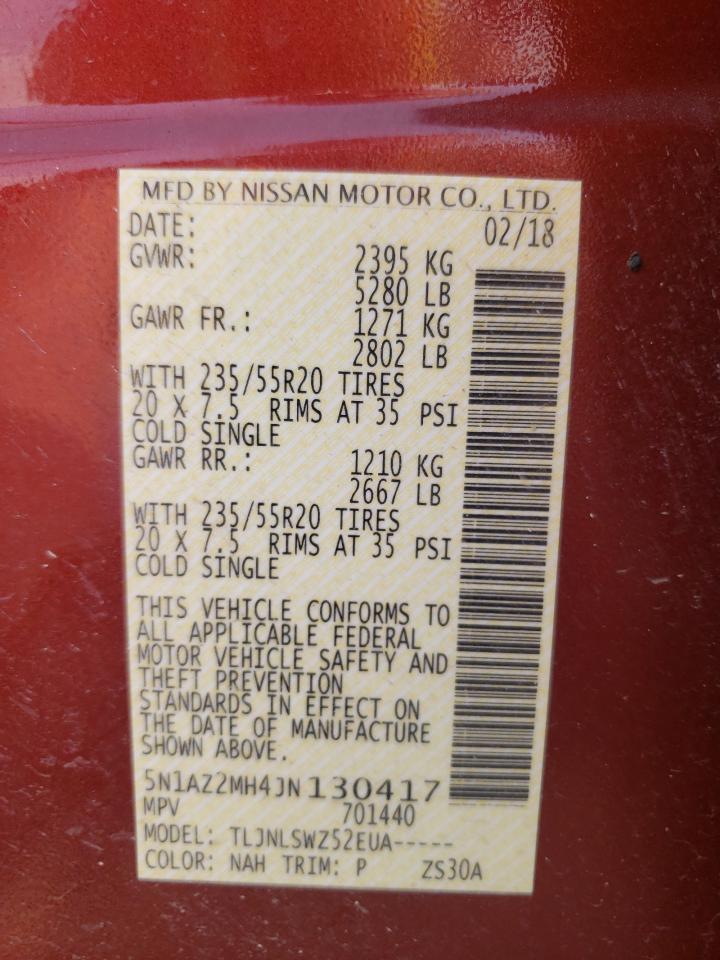 MFD BY NISSAN MOTOR CO., LTD.
DATE: 02/18
GVWR: 2395 KG
5280 LB
GAWR FR.: 1271 KG
2802 LB
WITH 235/55R20 TIRES
20 X 7.5 RIMS AT 35 PSI
COLD SINGLE
GAWR RR.: 1210 KG
2667 LB
WITH 235/55R20 TIRES
20 X 7.5 RIMS AT 35 PSI
COLD SINGLE
THIS VEHICLE CONFORMS TO
ALL APPLICABLE FEDERAL
MOTOR VEHICLE SAFETY AND
THEFT PREVENTION
STANDARDS IN EFFECT ON
THE DATE OF MANUFACTURE
SHOWN ABOVE.
5N1AZ2MH4JN130417
MPV 701440
MODEL: TLJNLSWZ52EUA-----
COLOR: NAH TRIM: P ZS30A